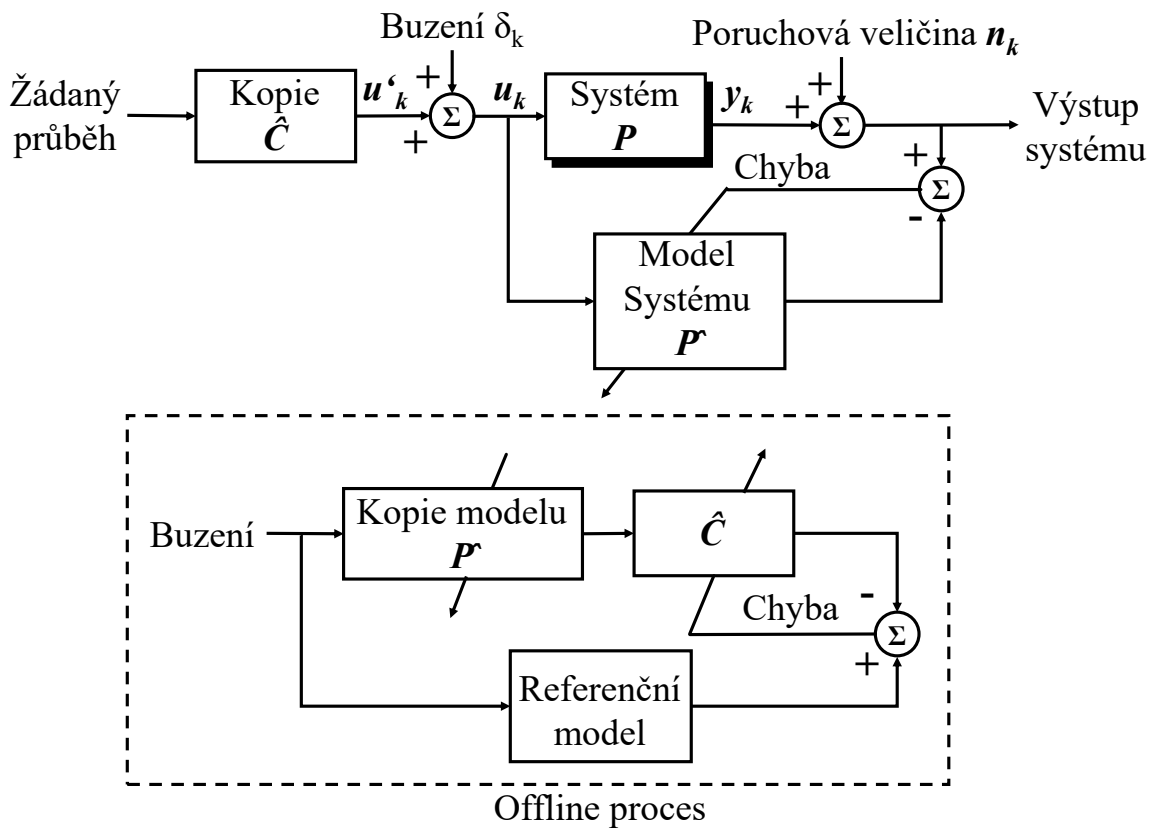 Buzení δk
Poruchová veličina nk
Žádaný
průběh
Kopie
Ĉ
u‘k
+
+
Σ
uk
Systém
P
yk
+
+
Σ
Výstup
systému
Chyba
+
Σ
-
Model
Systému
P^
Buzení
Kopie modelu
P^
Ĉ
-
Chyba
Σ
+
Referenční
model
Offline proces